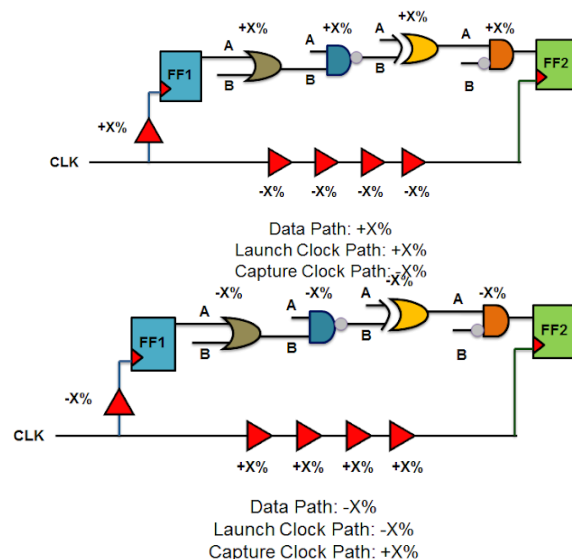 +X% +X% +X% +X%
A A A
FF1 FF2
B B B B
+X%
CLK
-X% -X% -X% -X%
Data Path: +X%
Launch Clock Path: +X%
Capture Clock Path: -X%
-X% -X% -X% -X%
A A A
FF1 FF2
B B B B
-X%
CLK
+X% +X% +X% +X%
Data Path: -X%
Launch Clock Path: -X%
Capture Clock Path: +X%